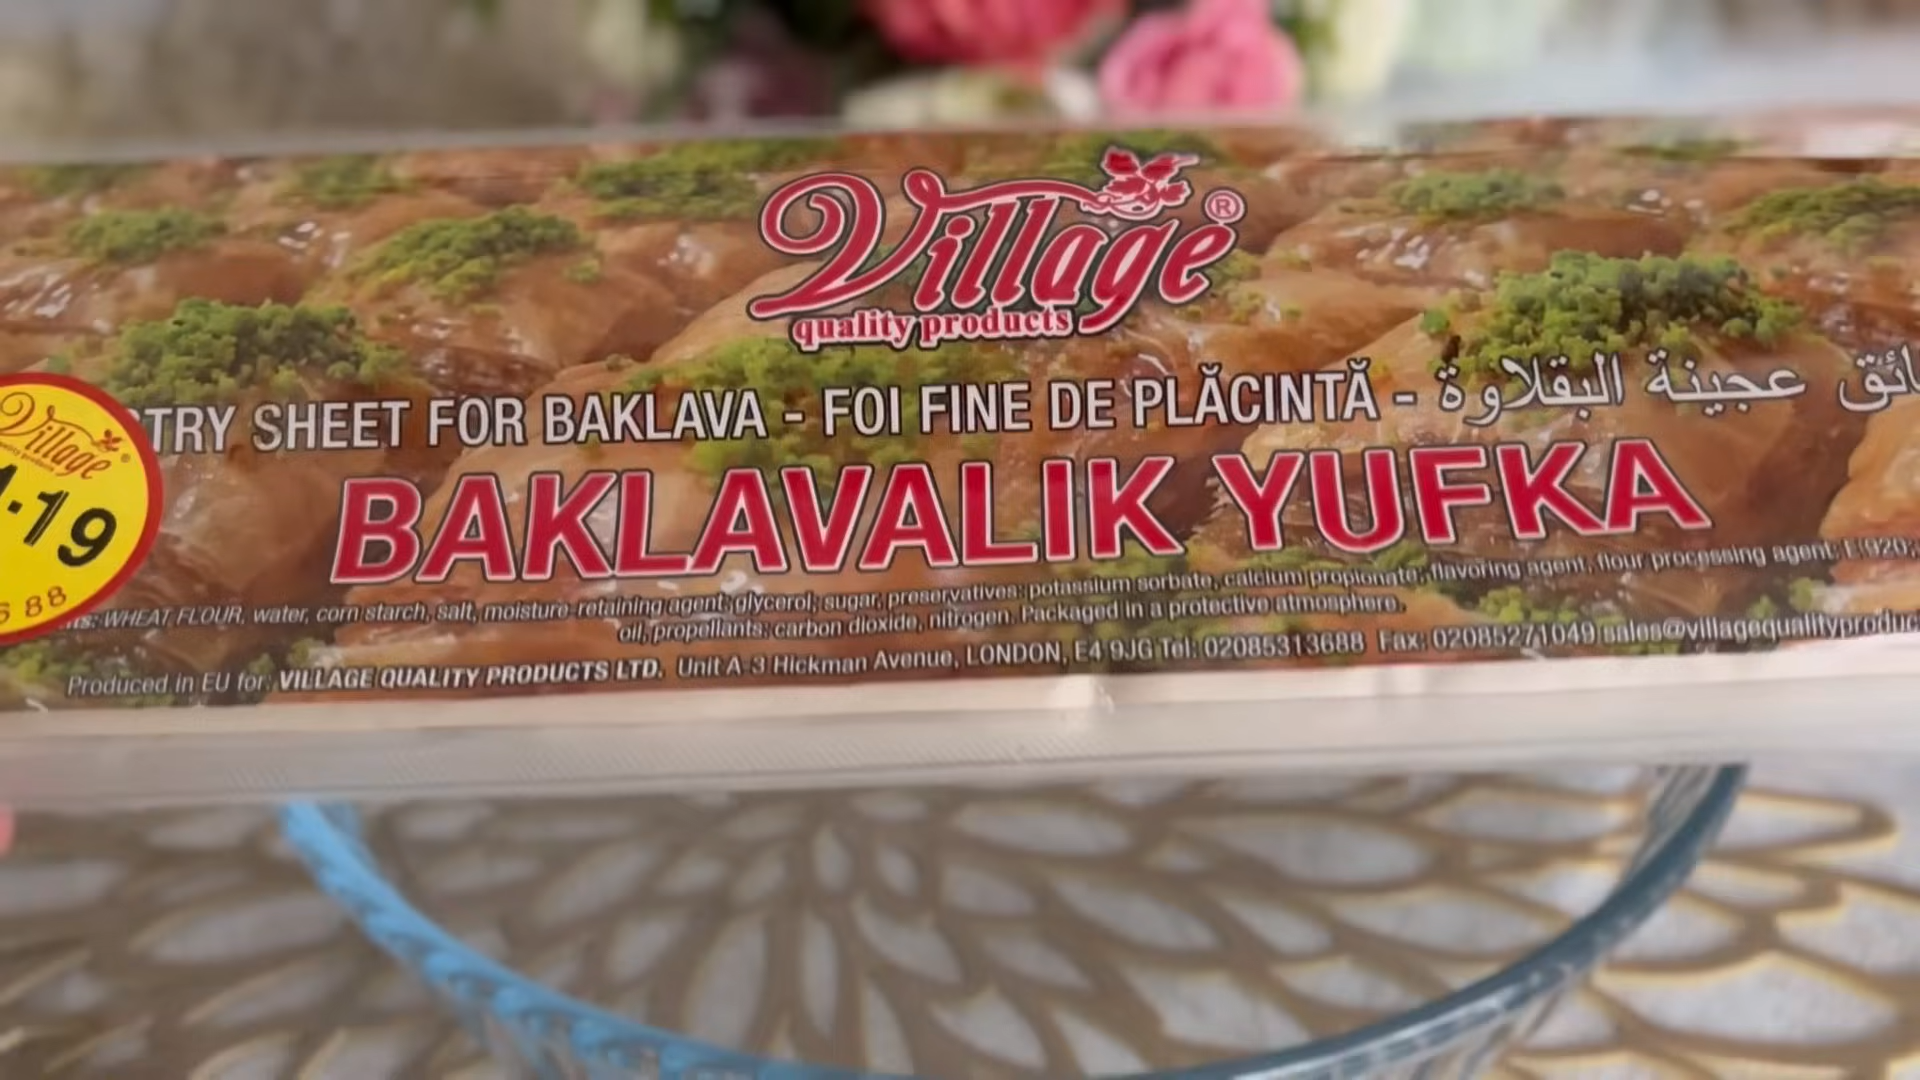 Village®
quality products
TRY SHEET FOR BAKLAVA - FOI FINE DE PLĂCINTĂ - عجينة البقلاوة
BAKLAVALIK YUFKA
WHEAT FLOUR, water, corn starch, salt, moisture-retaining agent: glycerol, sugar, preservatives: potassium sorbate, calcium propionate, flavoring agent, flour processing agent:
oil, propellants: carbon dioxide, nitrogen. Packaged in a protective atmosphere.
Produced in EU for: VILLAGE QUALITY PRODUCTS LTD. Unit A-3 Hickman Avenue, LONDON, E4 9JG Tel: 02085313688 Fax: 02085271049 sales@villagequalityproduc
Village®
-19
88